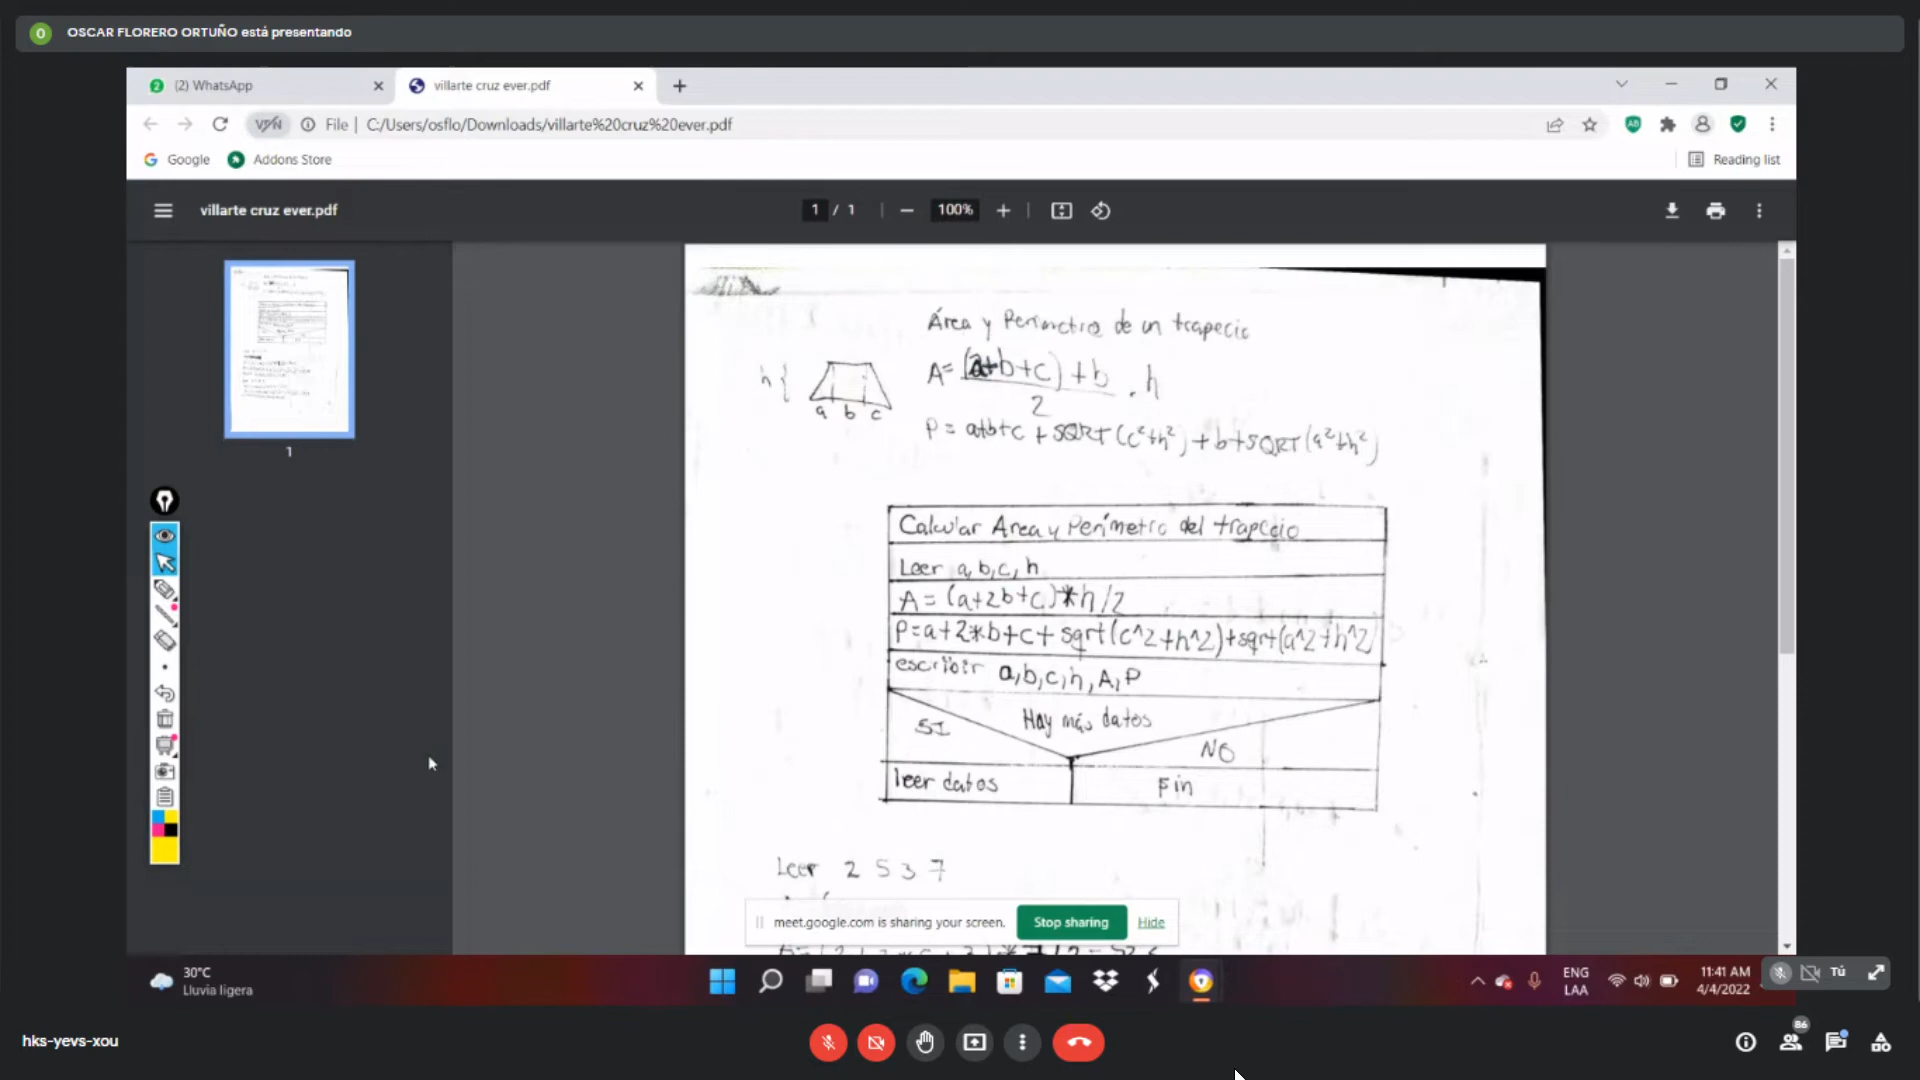 OSCAR FLORERO ORTUÑO está presentando
(2) WhatsApp
villarte cruz ever.pdf
File | C:/Users/osflo/Downloads/villarte%20cruz%20ever.pdf
Google
Addons Store
Reading list
villarte cruz ever.pdf
1 / 1
100%
1
Área y Perímetro de un trapecio
A= (a+b+c)+b / 2 . h
h{
a b c
P = a+b+c + SQRT (c²+h²) + b+SQRT(a²+h²)
Calcular Area y Perímetro del trapecio
Leer a,b,c,h
A = (a+2b+c)*h/2
P=a+2*b+c+ sqrt(c^2+h^2)+sqrt(a^2+h^2)
escribir a,b,c,h,A,P
SI
Hay más datos
NO
leer datos
Fin
Leer 2 5 3 7
meet.google.com is sharing your screen.
Stop sharing
Hide
30°C
Lluvia ligera
ENG
LAA
11:41 AM
4/4/2022
Tú
hks-yevs-xou
86